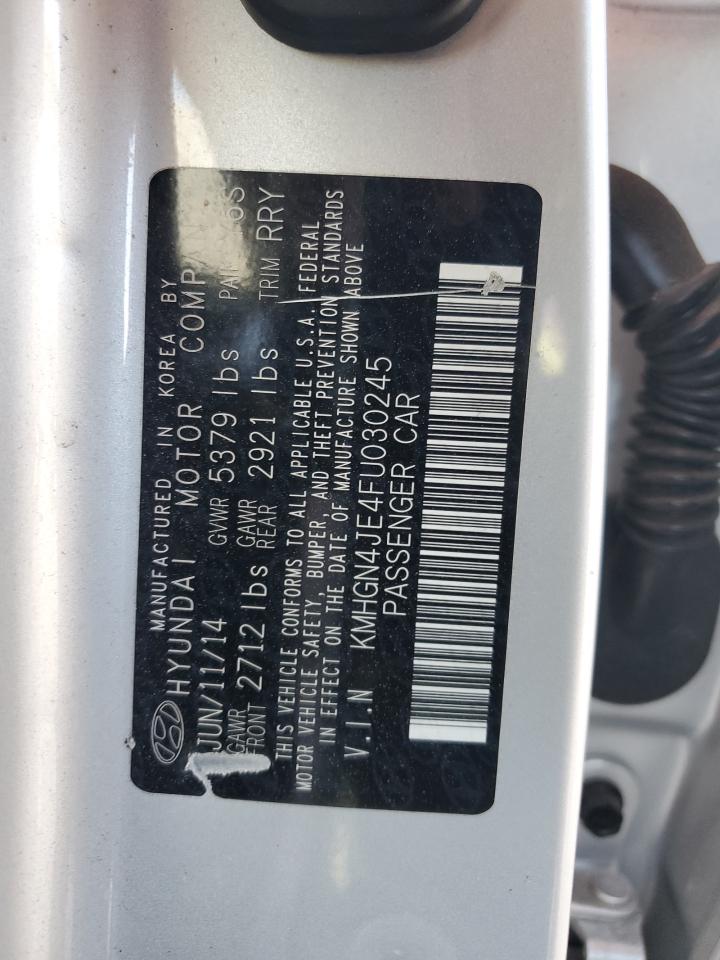 MANUFACTURED IN KOREA BY
HYUNDAI MOTOR
JUN/11/14 GVWR 5379 lbs
GAWR FRONT 2712 lbs GAWR REAR 2921 lbs TRIM RRY
THIS VEHICLE CONFORMS TO ALL APPLICABLE U.S.A. FEDERAL
MOTOR VEHICLE SAFETY, BUMPER, AND THEFT PREVENTION STANDARDS
IN EFFECT ON THE DATE OF MANUFACTURE SHOWN ABOVE
V.I.N KMHGN4JE4FU030245
PASSENGER CAR